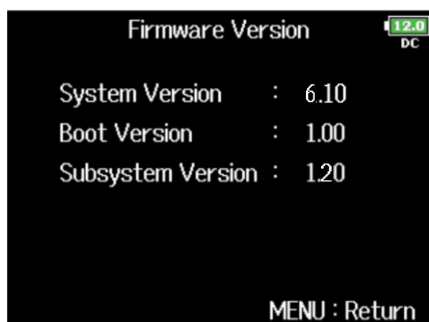 Firmware Version
12.0
DC
System Version : 6.10
Boot Version : 1.00
Subsystem Version : 1.20
MENU : Return